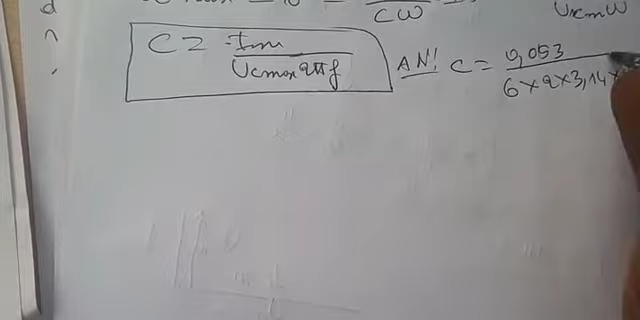 d
n
CW
UcmW
C = Im / Ucmax 2πf
AN! C = 0,053 / 6×2×3,14×